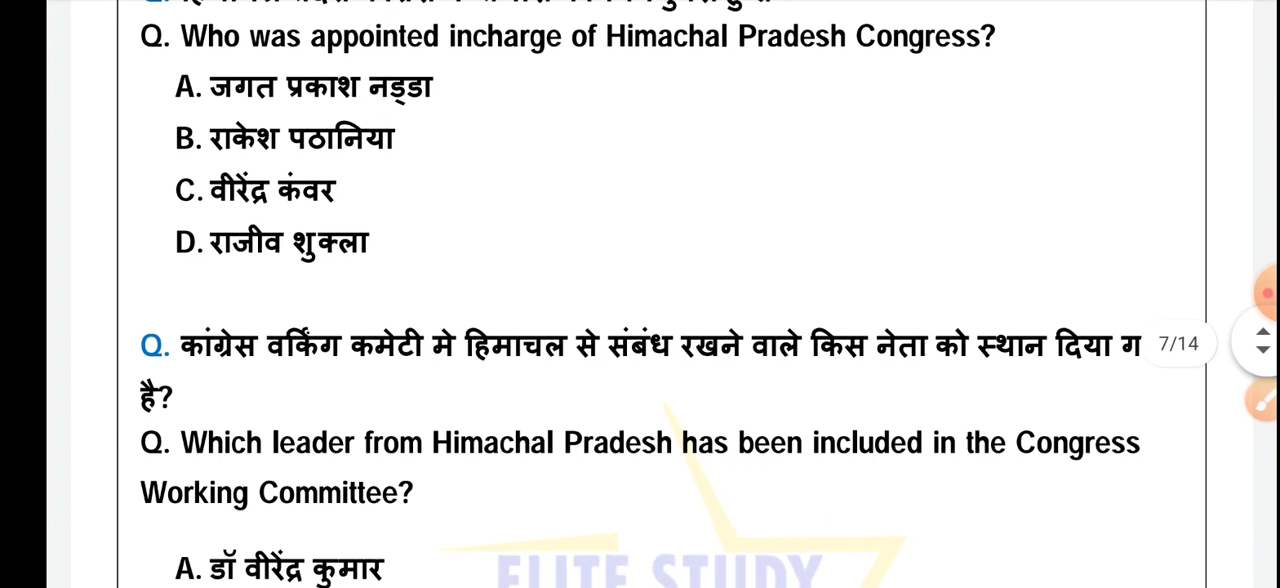 Q. Who was appointed incharge of Himachal Pradesh Congress?
A. जगत प्रकाश नड्डा
B. राकेश पठानिया
C. वीरेंद्र कंवर
D. राजीव शुक्ला
Q. कांग्रेस वर्किंग कमेटी मे हिमाचल से संबंध रखने वाले किस नेता को स्थान दिया ग
7/14
है?
Q. Which leader from Himachal Pradesh has been included in the Congress
Working Committee?
A. डॉ वीरेंद्र कुमार
ELITE STUDY